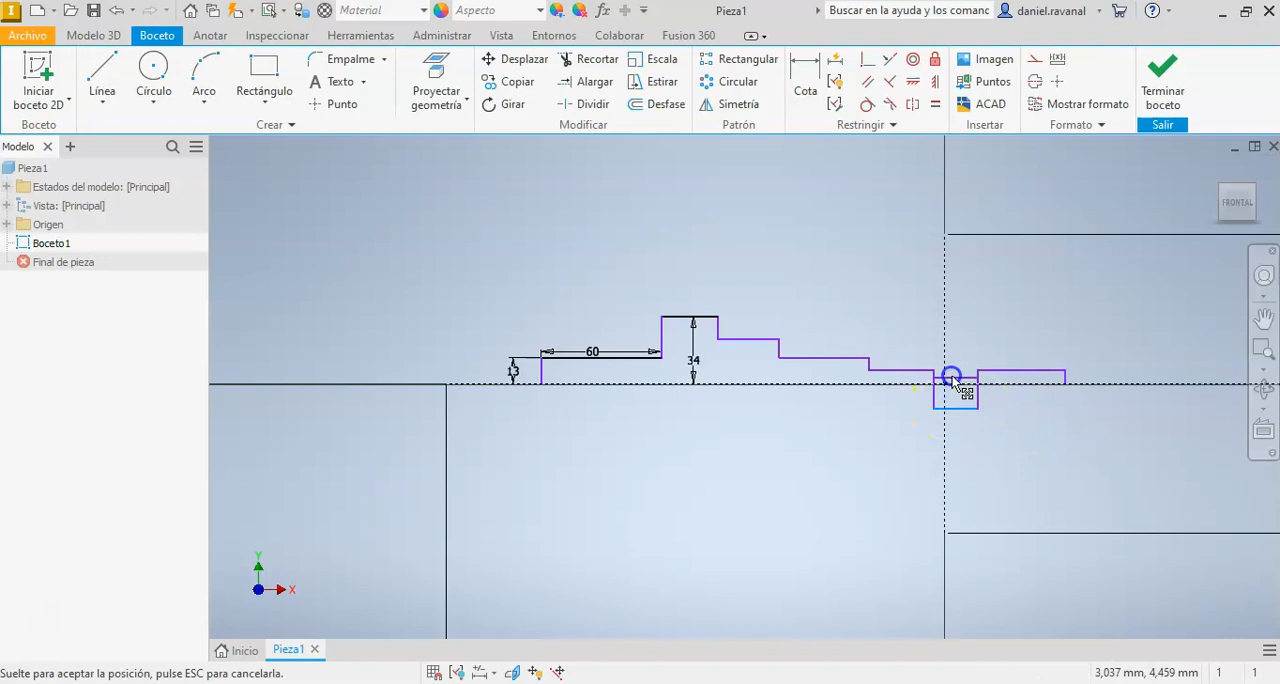 Material
Aspecto
Pieza1
Buscar en la ayuda y los comanc
daniel.ravanal
Archivo Modelo 3D Boceto Anotar Inspeccionar Herramientas Administrar Vista Entornos Colaborar Fusion 360
Iniciar boceto 2D
Línea
Círculo
Arco
Rectángulo
Empalme
Texto
Punto
Proyectar geometría
Desplazar
Copiar
Girar
Recortar
Alargar
Dividir
Escala
Estirar
Desfase
Rectangular
Circular
Simetría
Cota
Imagen
Puntos
ACAD
Mostrar formato
Terminar boceto
Boceto
Crear
Modificar
Patrón
Restringir
Insertar
Formato
Salir
Modelo
Pieza1
Estados del modelo: [Principal]
Vista: [Principal]
Origen
Boceto1
Final de pieza
FRONTAL
60
34
13
Y
X
Inicio
Pieza1
Suelte para aceptar la posición, pulse ESC para cancelarla.
3,037 mm, 4,459 mm
1
1